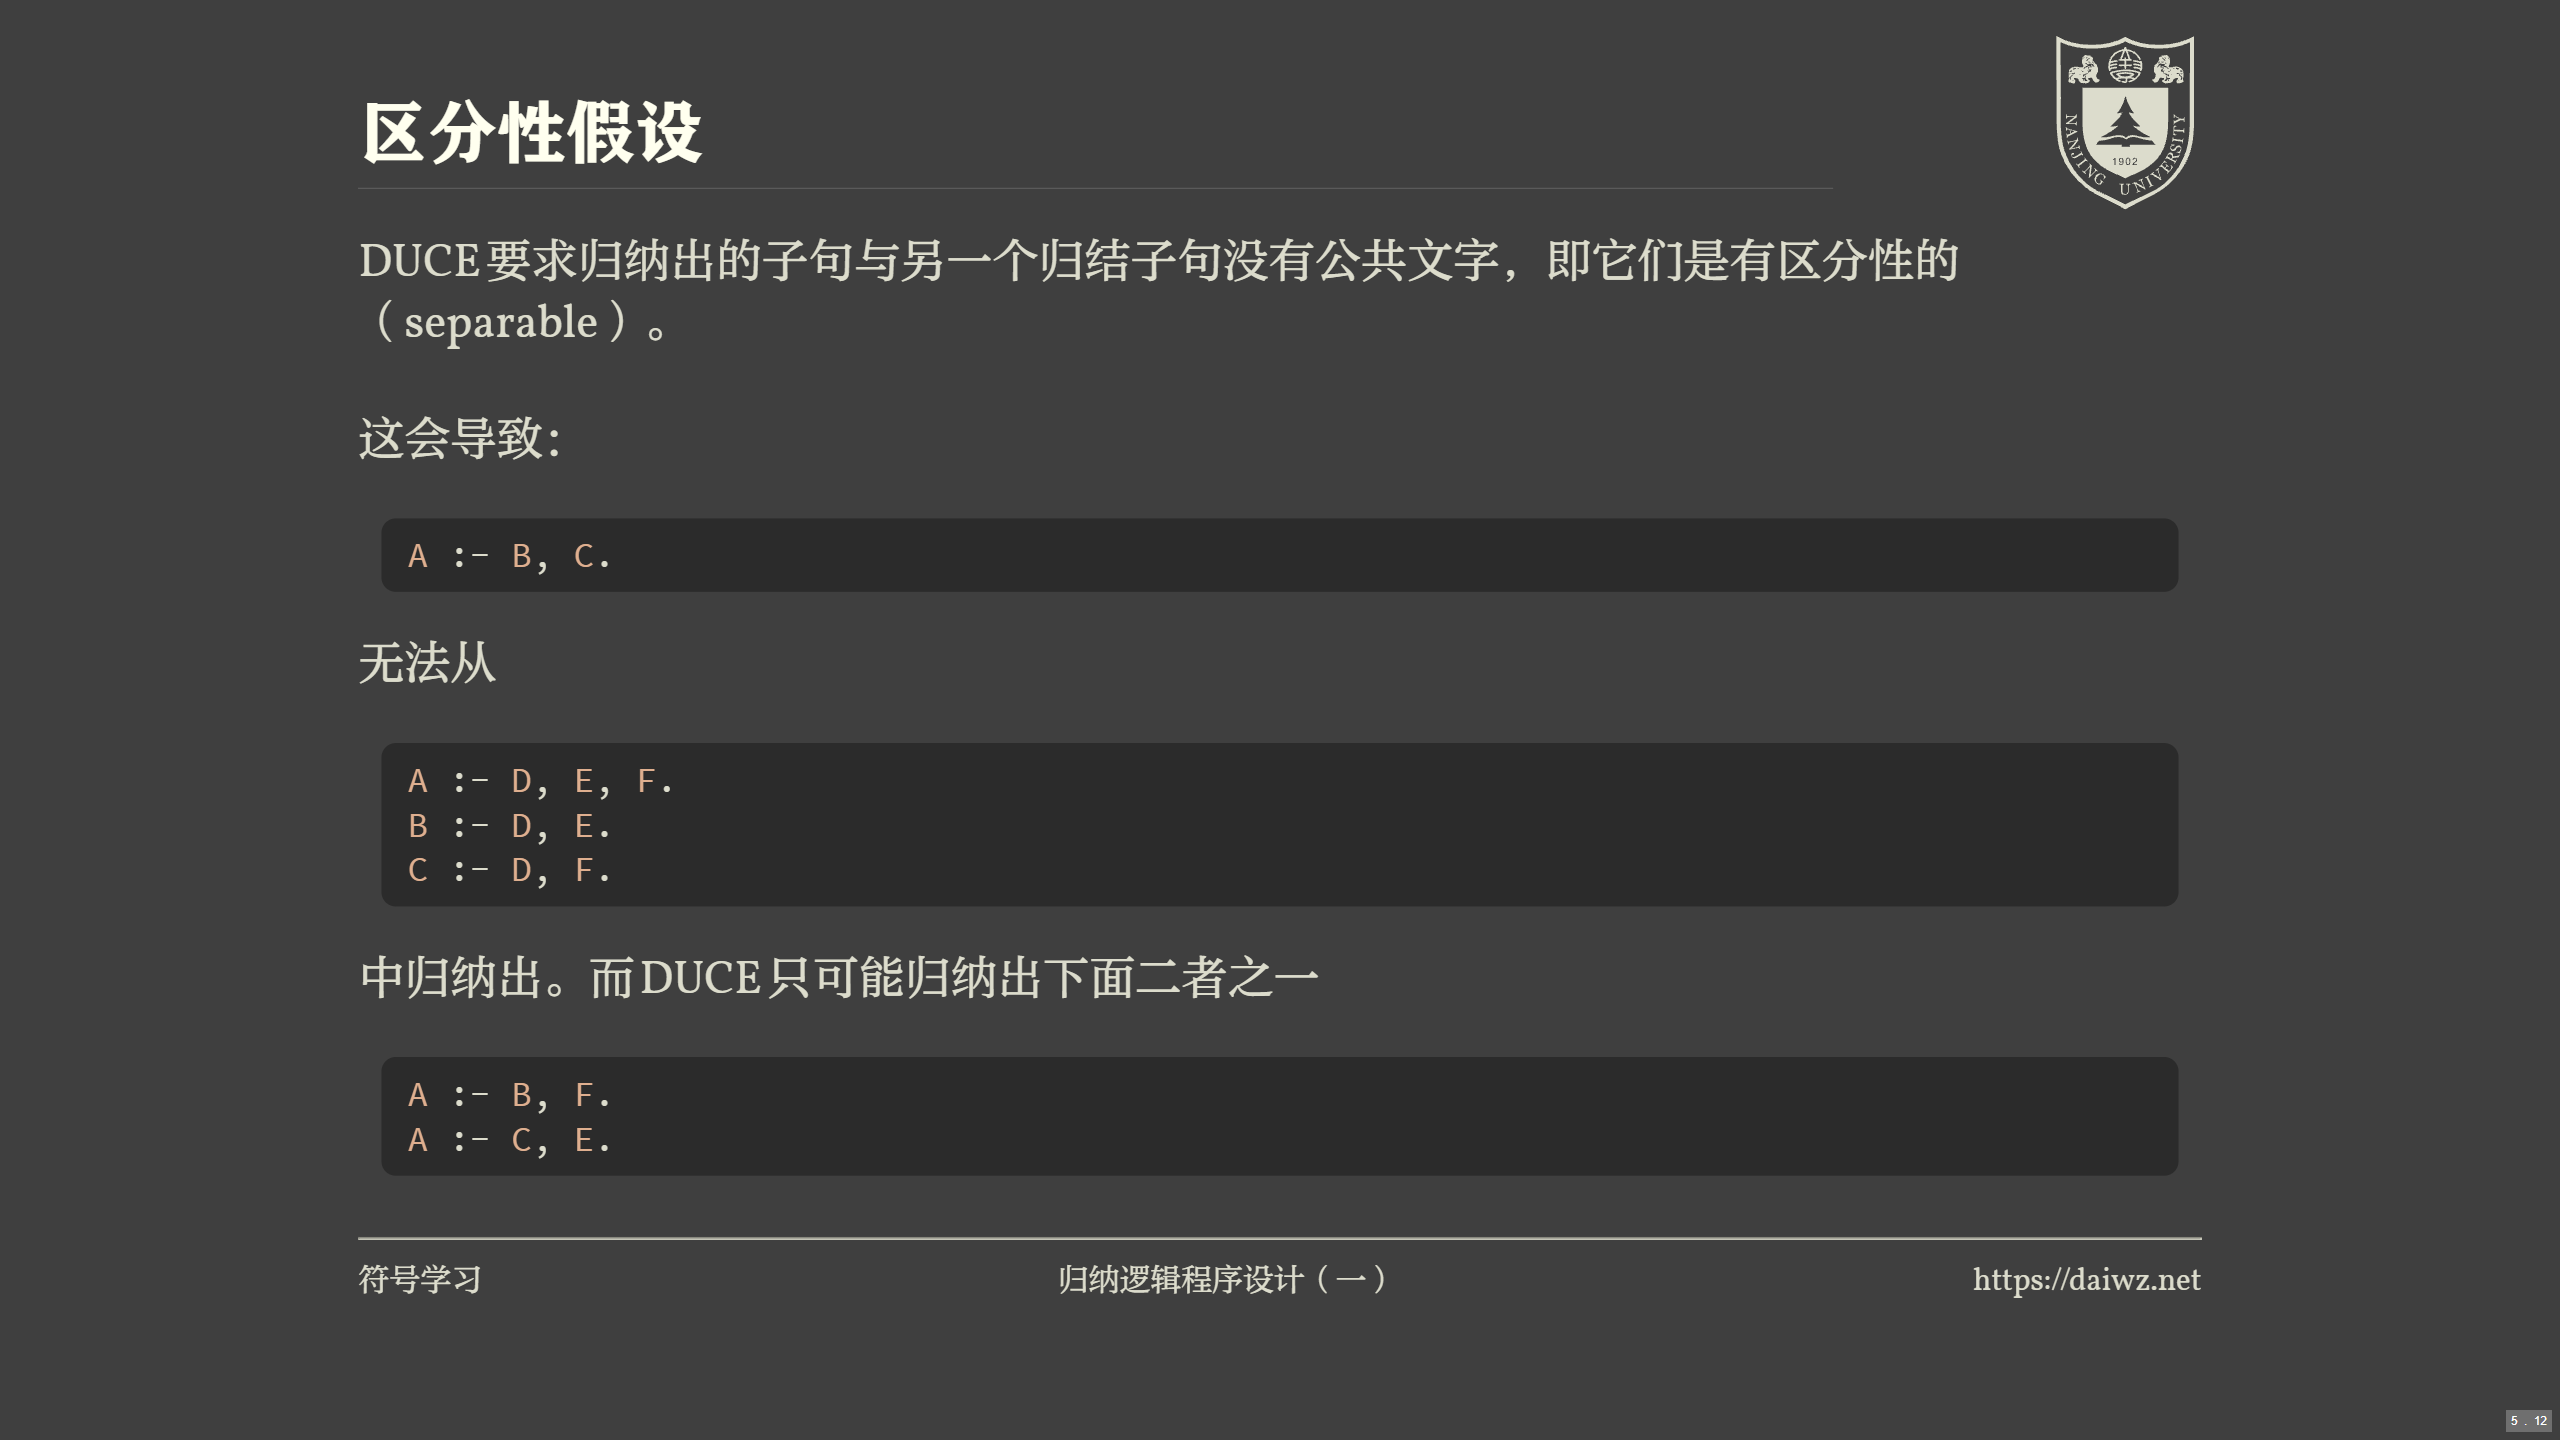 区分性假设
NANJING UNIVERSITY
1902
DUCE要求归纳出的子句与另一个归结子句没有公共文字，即它们是有区分性的
（separable）。
这会导致：
A :- B, C.
无法从
A :- D, E, F.
B :- D, E.
C :- D, F.
中归纳出。而DUCE只可能归纳出下面二者之一
A :- B, F.
A :- C, E.
符号学习
归纳逻辑程序设计（一）
https://daiwz.net
5 . 12